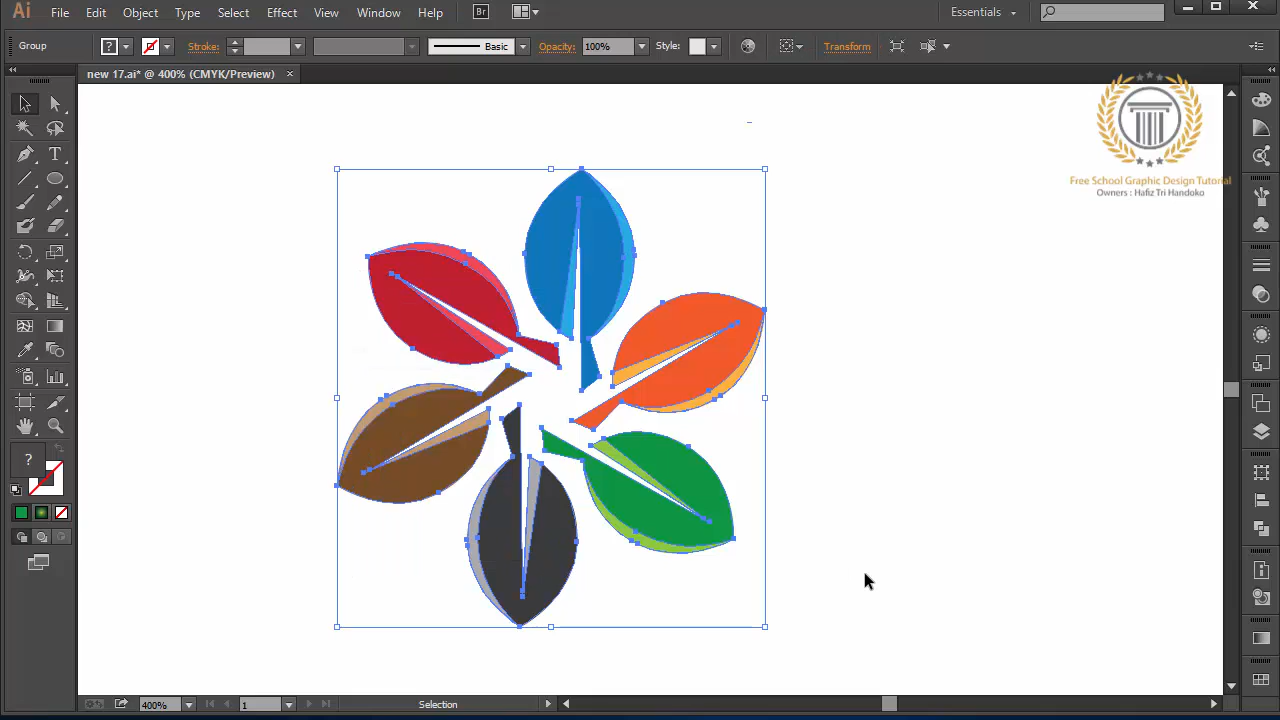 Ai File Edit Object Type Select Effect View Window Help Br Essentials
Group ? Stroke: Basic Opacity: 100% Style: Transform
new 17.ai* @ 400% (CMYK/Preview) ×
Free School Graphic Design Tutorial
Owners : Hafiz Tri Handoko
T
?
400% 1 Selection